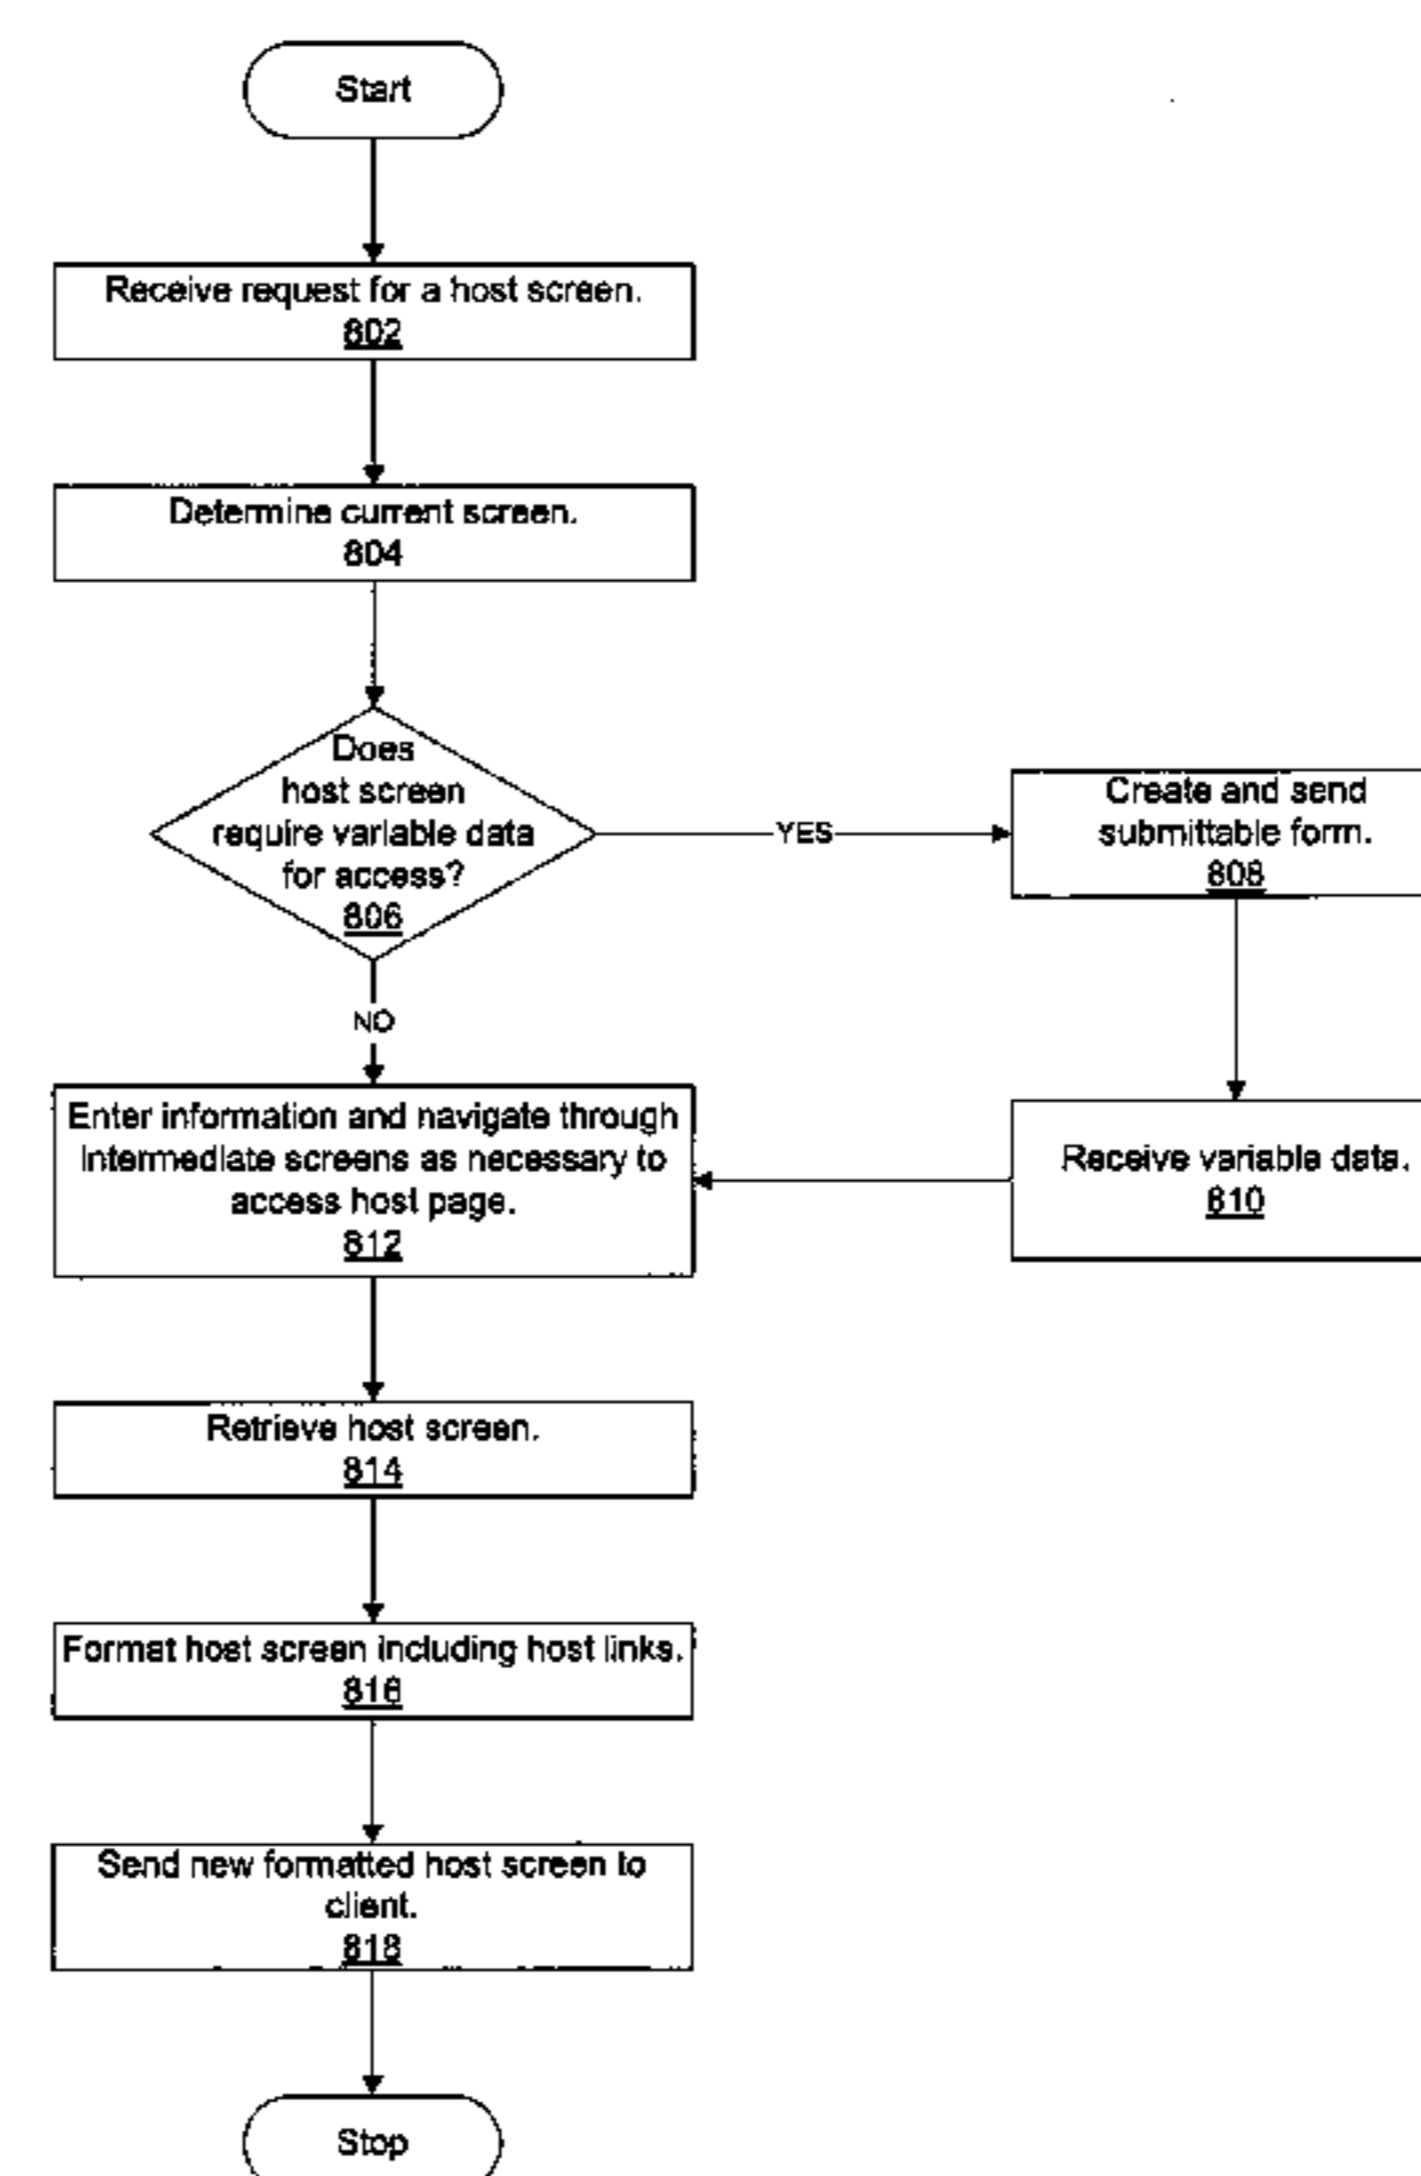 Start
Receive request for a host screen.
802
Determine current screen.
804
Does
host screen
require variable data
for access?
806
YES
Create and send
submittable form.
808
NO
Enter information and navigate through
intermediate screens as necessary to
access host page.
812
Receive variable data.
810
Retrieve host screen.
814
Format host screen including host links.
816
Send new formatted host screen to
client.
818
Stop